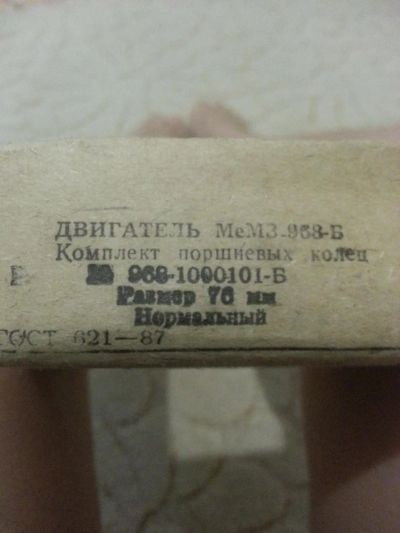 ДВИГАТЕЛЬ МеМЗ-968-Б
Комплект поршневых колец
968-1000101-Б
Размер 76 мм
Нормальный
ГОСТ 621—87